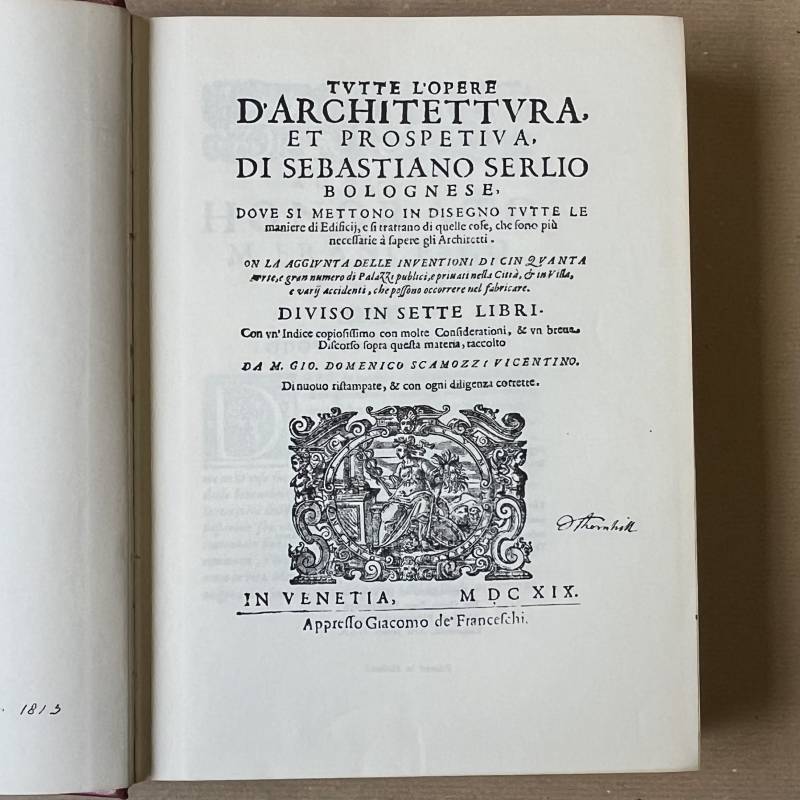 TVTTE L'OPERE
D'ARCHITETTVRA,
ET PROSPETIVA,
DI SEBASTIANO SERLIO
BOLOGNESE,
DOVE SI METTONO IN DISEGNO TVTTE LE
maniere di Edificij, e si trattano di quelle cose, che sono più
necessarie à sapere gli Architetti.
ON LA AGGIVNTA DELLE INVENTIONI DI CINQVANTA
orte, e gran numero di Palazzi publici, e priuati nella Città, & in Villa,
e varij accidenti, che possono occorrere nel fabricare.
DIVISO IN SETTE LIBRI.
Con vn' Indice copiosissimo con molte Considerationi, & vn breue
Discorso sopra questa materia, raccolto
DA M. GIO. DOMENICO SCAMOZZI VICENTINO.
Di nuouo ristampate, & con ogni diligenza corrette.
Thornhill
IN VENETIA, MDCXIX.
Appresso Giacomo de' Franceschi.
1813